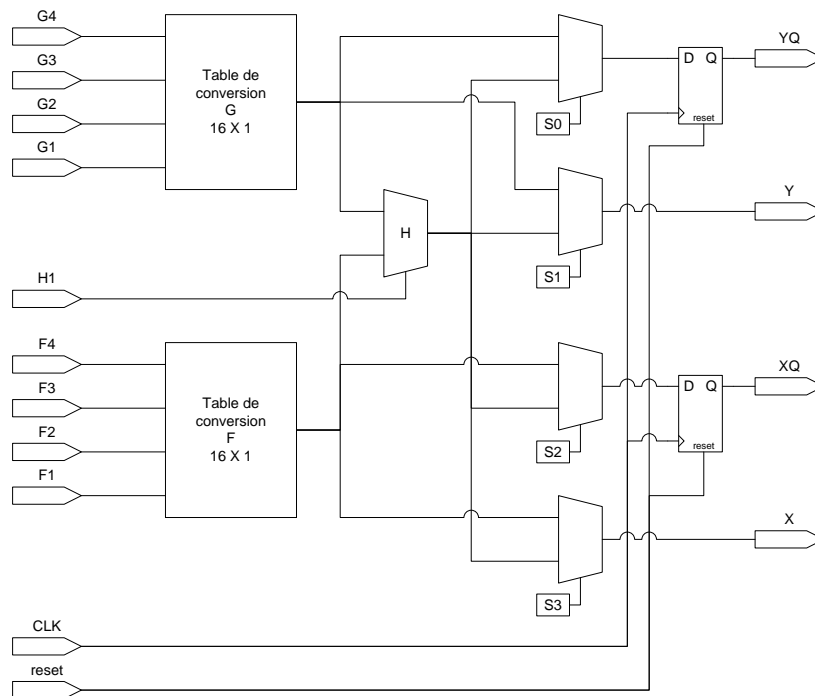 G4
G3
G2
G1
Table de
conversion
G
16 X 1
S0
D Q
reset
YQ
H
S1
Y
H1
F4
F3
F2
F1
Table de
conversion
F
16 X 1
S2
D Q
reset
XQ
S3
X
CLK
reset